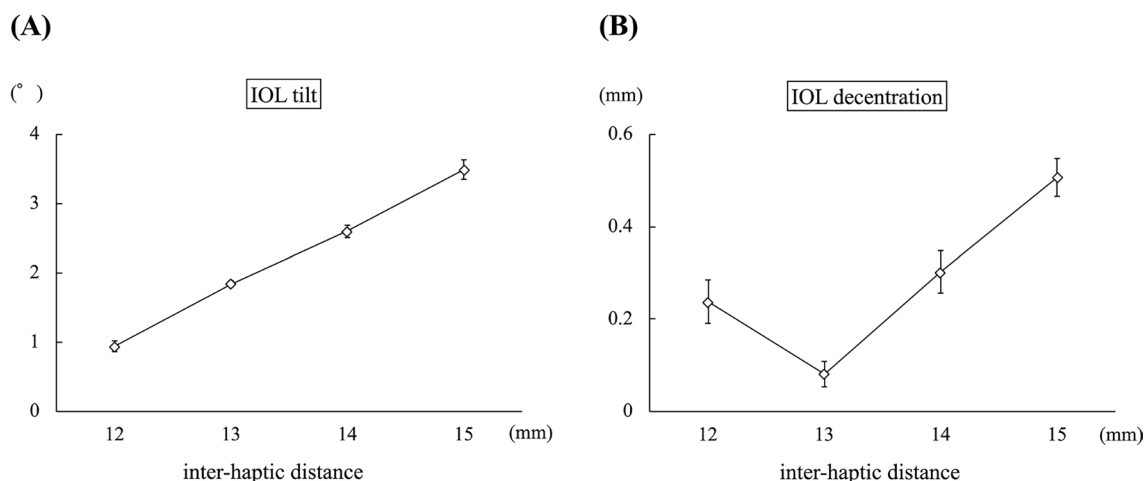 (A)
(°)
IOL tilt
4
3
2
1
0
12 13 14 15 (mm)
inter-haptic distance
(B)
(mm)
IOL decentration
0.6
0.4
0.2
0
12 13 14 15 (mm)
inter-haptic distance